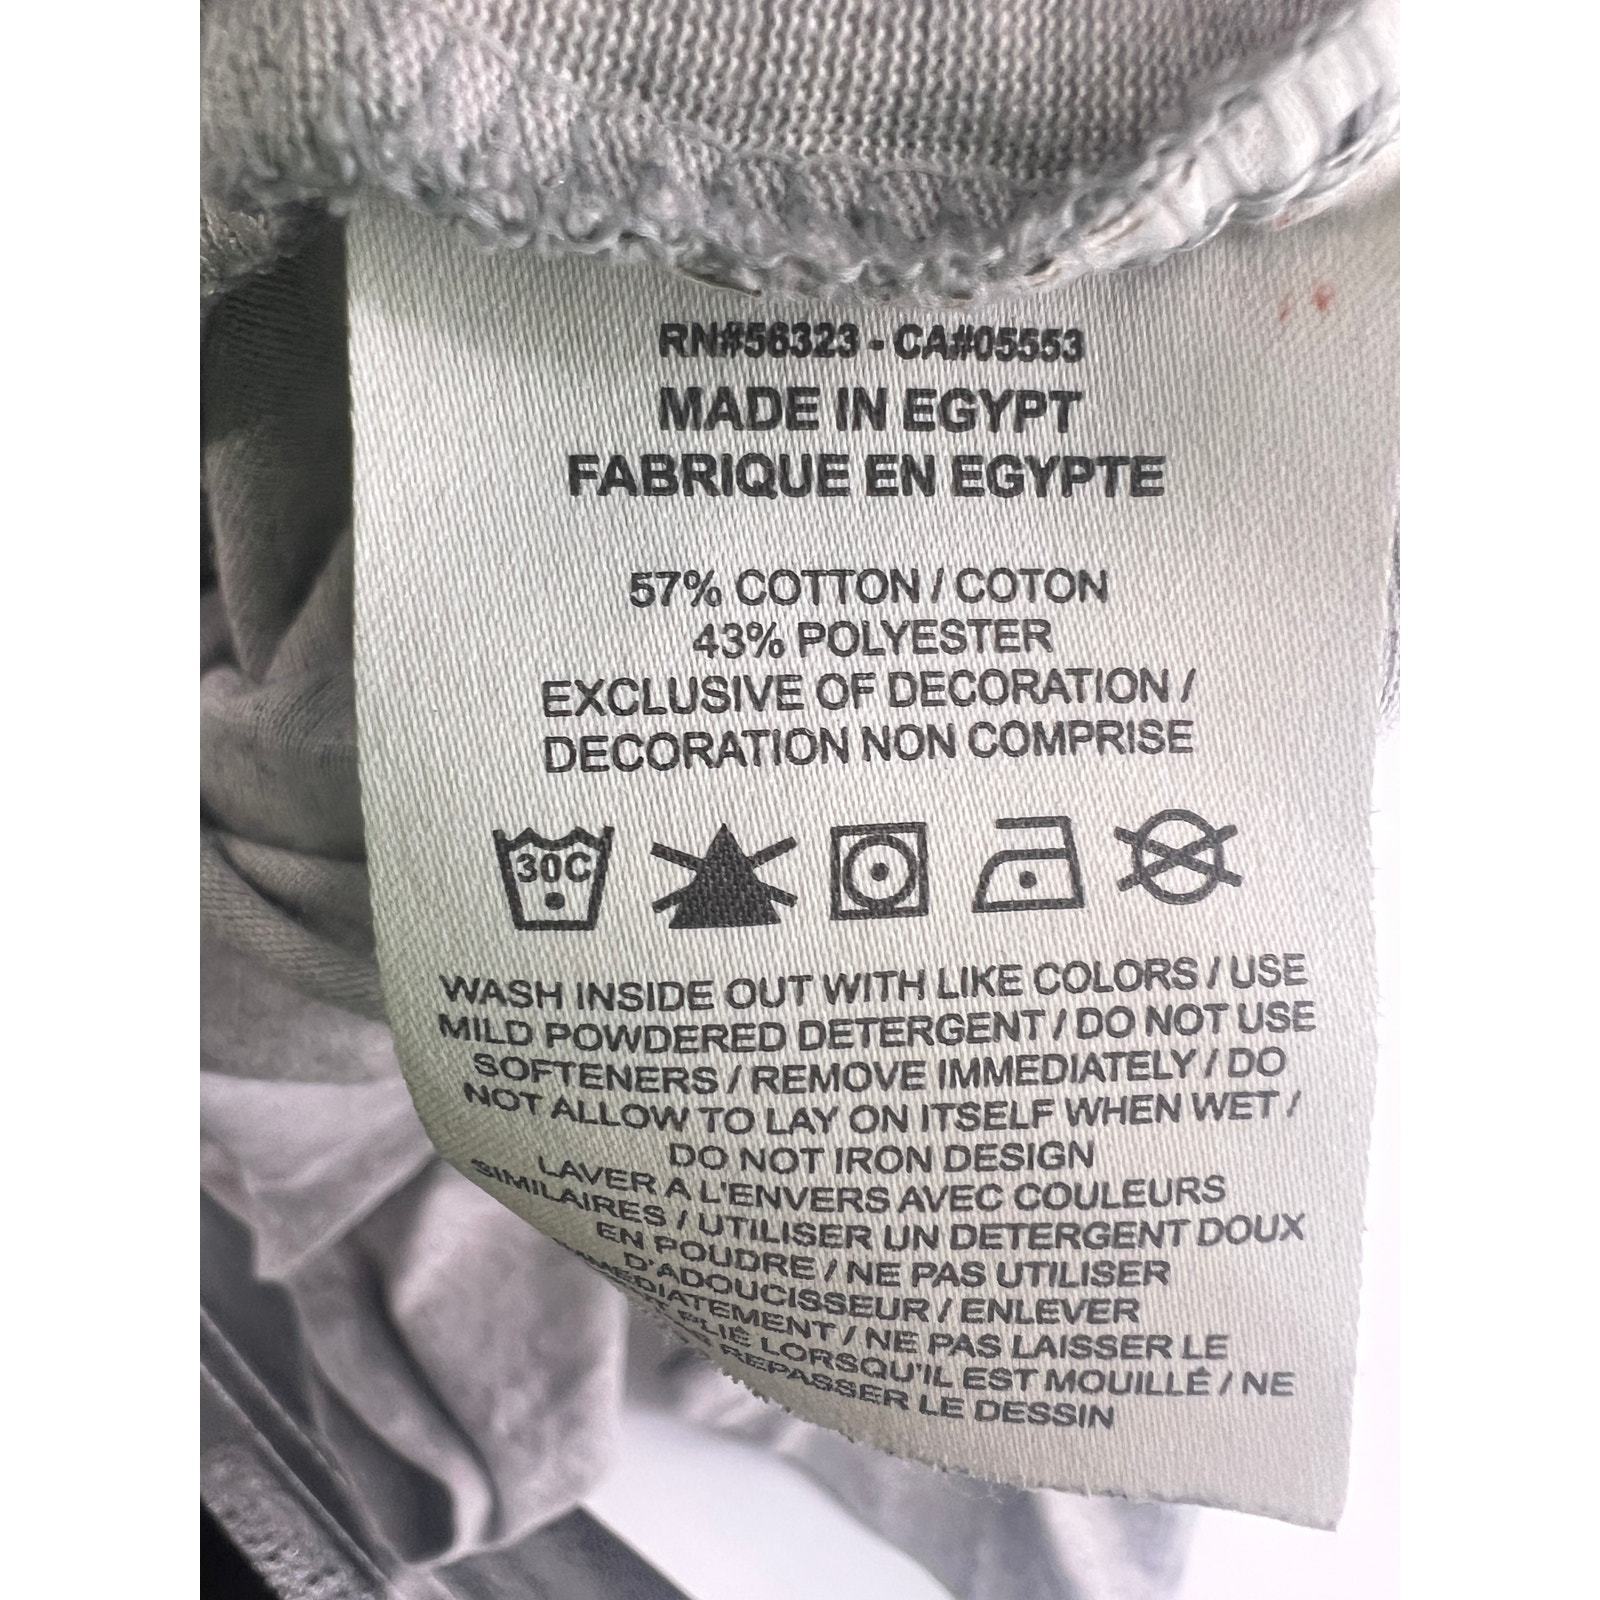 RN#56323 - CA#05553
MADE IN EGYPT
FABRIQUE EN EGYPTE
57% COTTON / COTON
43% POLYESTER
EXCLUSIVE OF DECORATION /
DECORATION NON COMPRISE
30C
WASH INSIDE OUT WITH LIKE COLORS / USE
MILD POWDERED DETERGENT / DO NOT USE
SOFTENERS / REMOVE IMMEDIATELY / DO
NOT ALLOW TO LAY ON ITSELF WHEN WET /
DO NOT IRON DESIGN
LAVER A L'ENVERS AVEC COULEURS
SIMILAIRES / UTILISER UN DETERGENT DOUX
EN POUDRE / NE PAS UTILISER
D'ADOUCISSEUR / ENLEVER
/ NE PAS LAISSER LE
PLIÉ LORSQU'IL EST MOUILLÉ / NE
REPASSER LE DESSIN